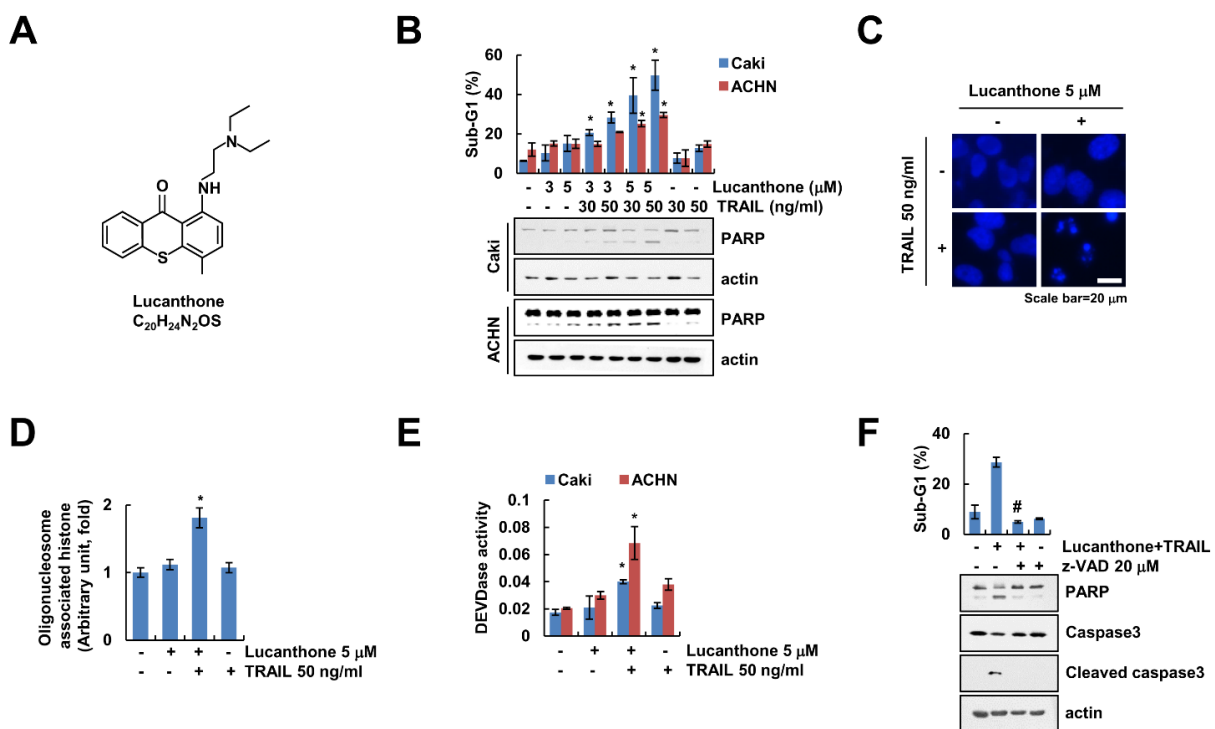 A
O
NH
N
S
Lucanthone
C₂₀H₂₄N₂OS
B
Sub-G1 (%)
60
40
20
0
Caki
ACHN
* * * * * *
- 3 5 3 3 5 5 - - Lucanthone (μM)
- - - 30 50 30 50 30 50 TRAIL (ng/ml)
Caki
PARP
actin
ACHN
PARP
actin
C
Lucanthone 5 μM
- +
TRAIL 50 ng/ml
-
+
Scale bar=20 μm
D
Oligonucleosome
associated histone
(Arbitrary unit, fold)
2
1
0
*
- + + - Lucanthone 5 μM
- - + + TRAIL 50 ng/ml
E
Caki
ACHN
DEVDase activity
0.1
0.08
0.06
0.04
0.02
0
* *
- + + - Lucanthone 5 μM
- - + + TRAIL 50 ng/ml
F
Sub-G1 (%)
40
20
0
#
- + + - Lucanthone+TRAIL
- - + + z-VAD 20 μM
PARP
Caspase3
Cleaved caspase3
actin